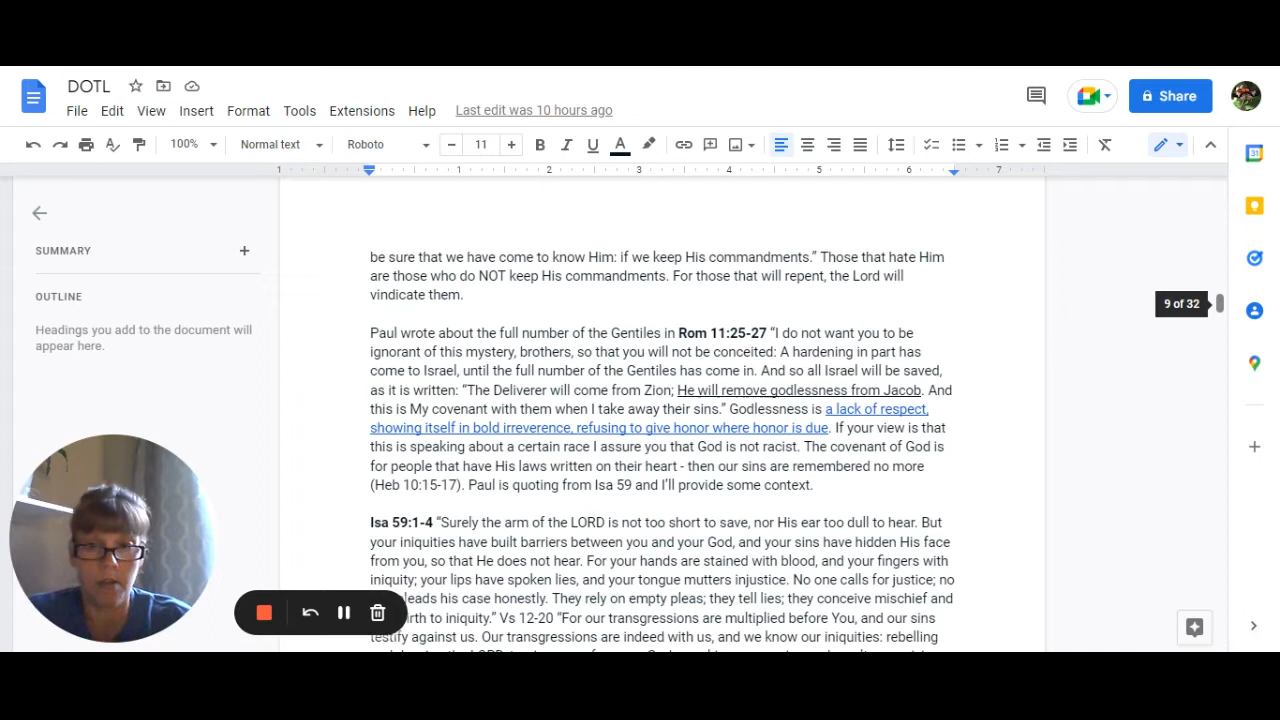 DOTL
File Edit View Insert Format Tools Extensions Help Last edit was 10 hours ago
Share
100% Normal text Roboto 11
1 1 2 3 4 5 6 7
31
SUMMARY
OUTLINE
Headings you add to the document will
appear here.
9 of 32
be sure that we have come to know Him: if we keep His commandments.” Those that hate Him
are those who do NOT keep His commandments. For those that will repent, the Lord will
vindicate them.
Paul wrote about the full number of the Gentiles in Rom 11:25-27 “I do not want you to be
ignorant of this mystery, brothers, so that you will not be conceited: A hardening in part has
come to Israel, until the full number of the Gentiles has come in. And so all Israel will be saved,
as it is written: “The Deliverer will come from Zion; He will remove godlessness from Jacob. And
this is My covenant with them when I take away their sins.” Godlessness is a lack of respect,
showing itself in bold irreverence, refusing to give honor where honor is due. If your view is that
this is speaking about a certain race I assure you that God is not racist. The covenant of God is
for people that have His laws written on their heart - then our sins are remembered no more
(Heb 10:15-17). Paul is quoting from Isa 59 and I’ll provide some context.
Isa 59:1-4 “Surely the arm of the LORD is not too short to save, nor His ear too dull to hear. But
your iniquities have built barriers between you and your God, and your sins have hidden His face
from you, so that He does not hear. For your hands are stained with blood, and your fingers with
iniquity; your lips have spoken lies, and your tongue mutters injustice. No one calls for justice; no
leads his case honestly. They rely on empty pleas; they tell lies; they conceive mischief and
irth to iniquity.” Vs 12-20 “For our transgressions are multiplied before You, and our sins
testify against us. Our transgressions are indeed with us, and we know our iniquities: rebelling